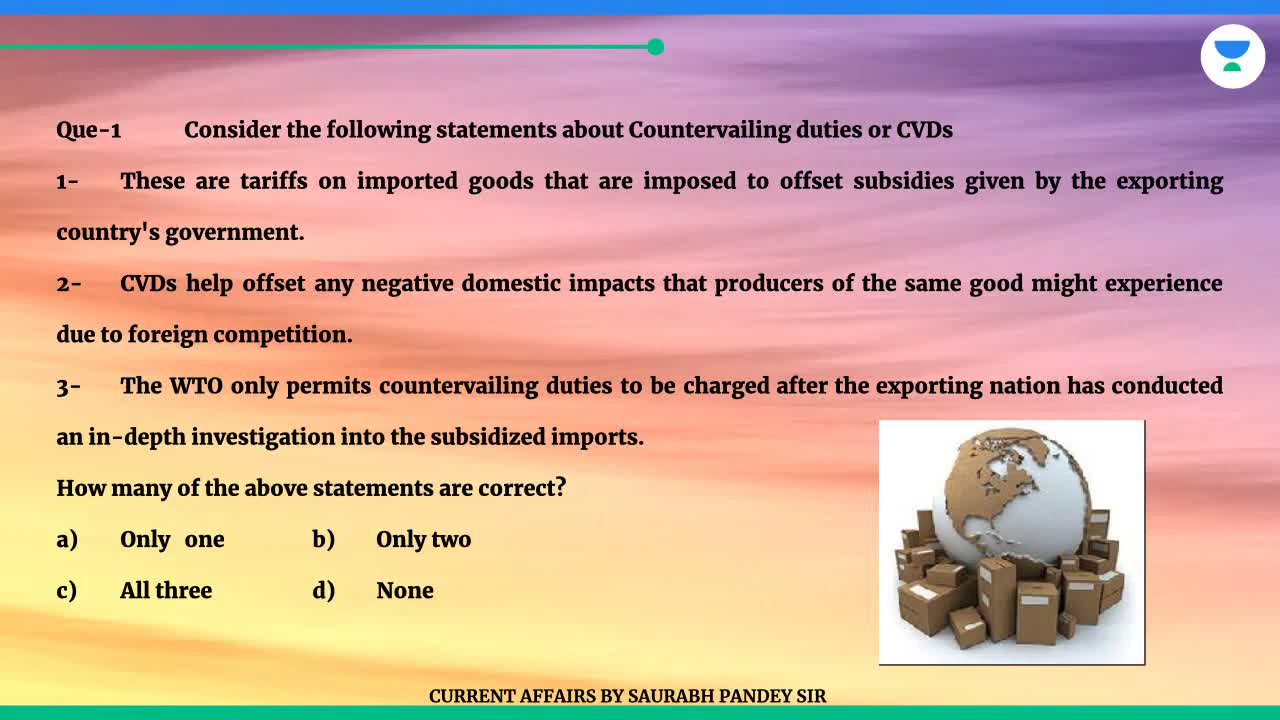 Que-1 Consider the following statements about Countervailing duties or CVDs
1- These are tariffs on imported goods that are imposed to offset subsidies given by the exporting
country's government.
2- CVDs help offset any negative domestic impacts that producers of the same good might experience
due to foreign competition.
3- The WTO only permits countervailing duties to be charged after the exporting nation has conducted
an in-depth investigation into the subsidized imports.
How many of the above statements are correct?
a) Only one b) Only two
c) All three d) None
CURRENT AFFAIRS BY SAURABH PANDEY SIR